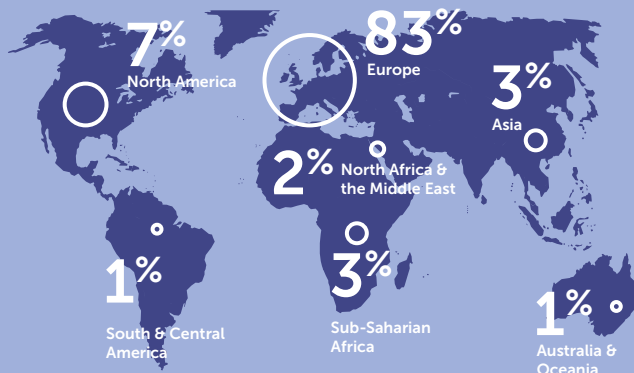 7%
North America
83%
Europe
3%
Asia
2%
North Africa &
the Middle East
1%
South & Central
America
3%
Sub-Saharian
Africa
1%
Australia &
Oceania